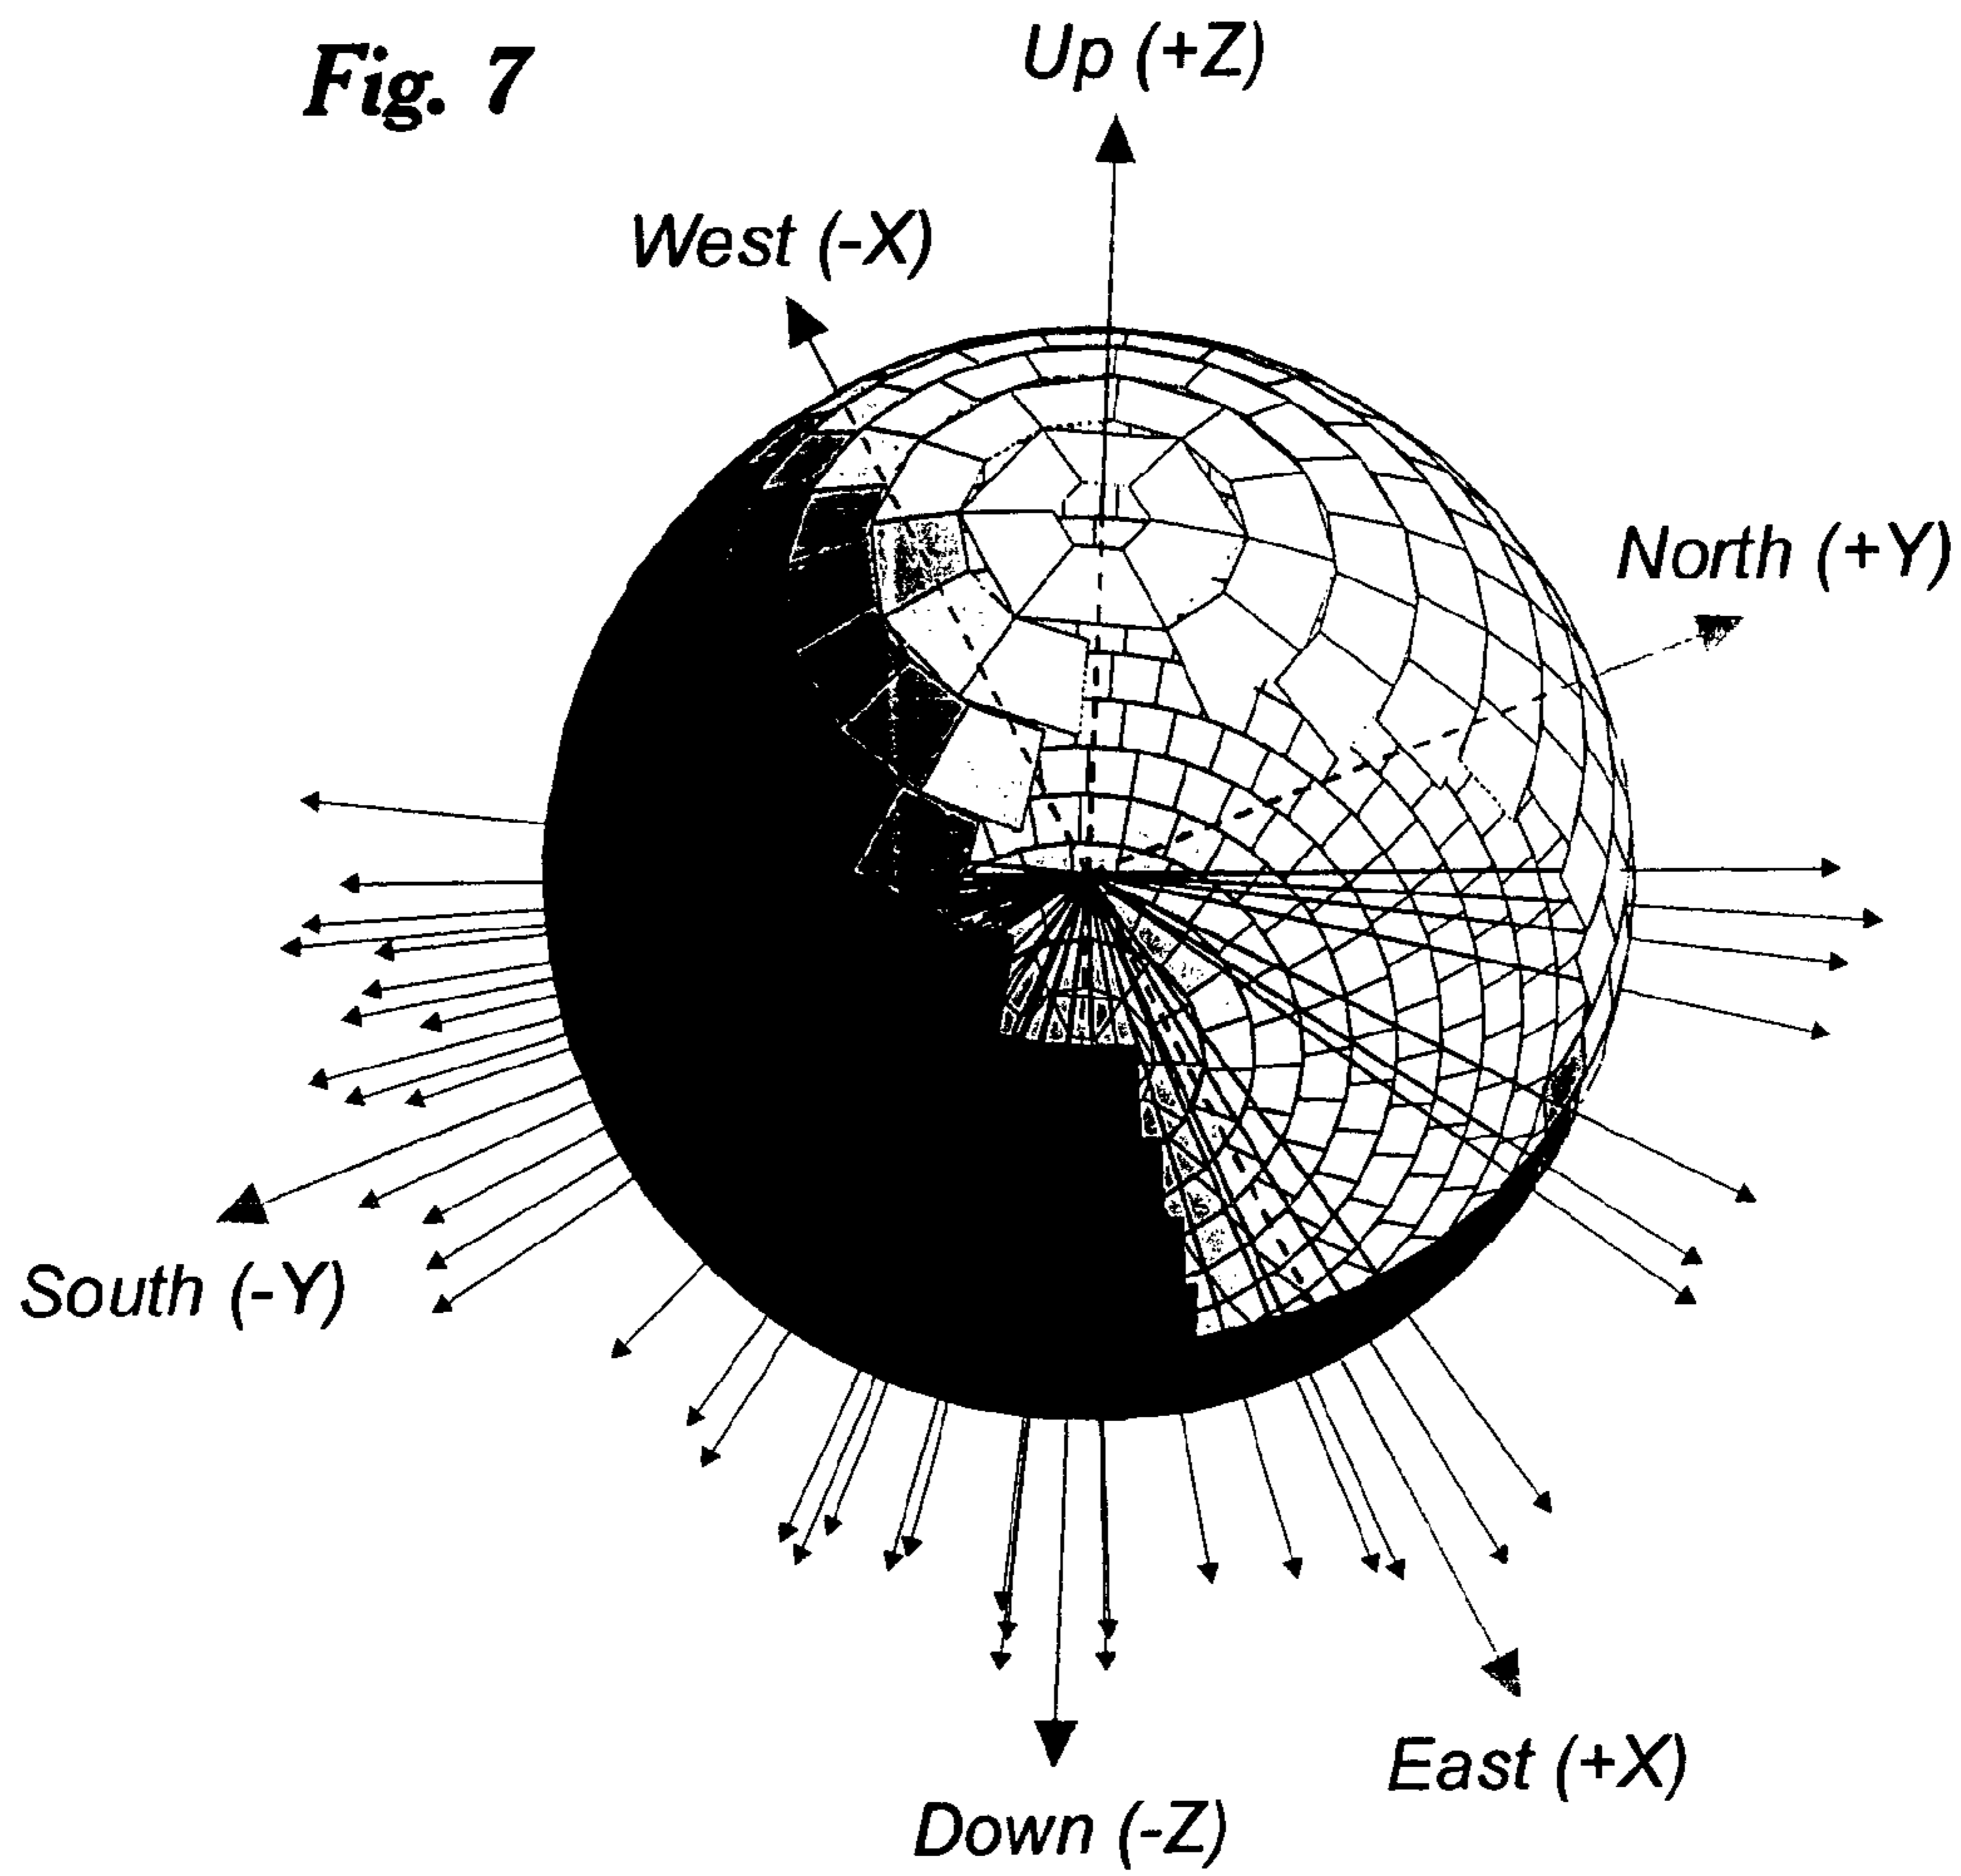 Fig. 7
Up (+Z)
West (-X)
North (+Y)
South (-Y)
East (+X)
Down (-Z)